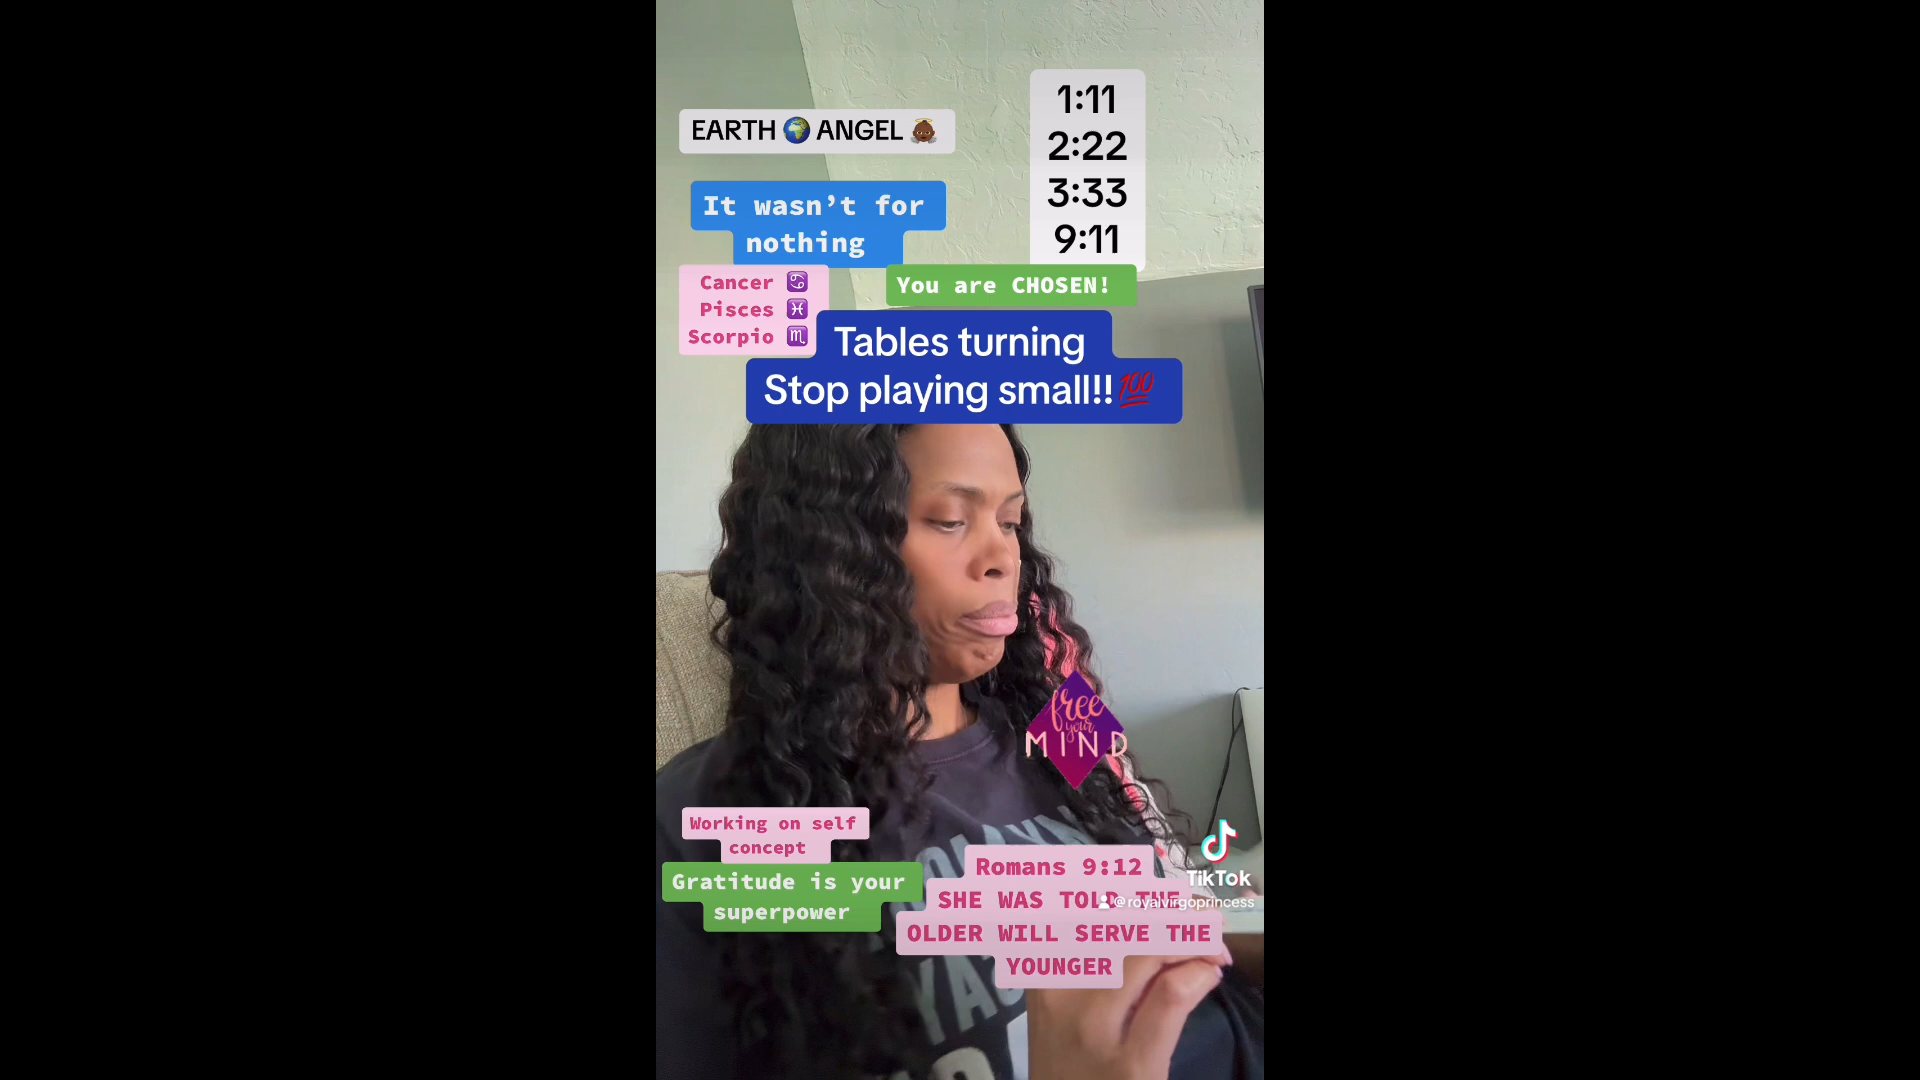 1:11
2:22
3:33
9:11
EARTH 🌍 ANGEL 👼🏾
It wasn’t for
nothing
Cancer ♋
Pisces ♓
Scorpio ♏
You are CHOSEN!
Tables turning
Stop playing small!!💯
free
your
MIND
Working on self
concept
Gratitude is your
superpower
Romans 9:12
SHE WAS TOLD THE
OLDER WILL SERVE THE
YOUNGER
TikTok
@royalvirgoprincess